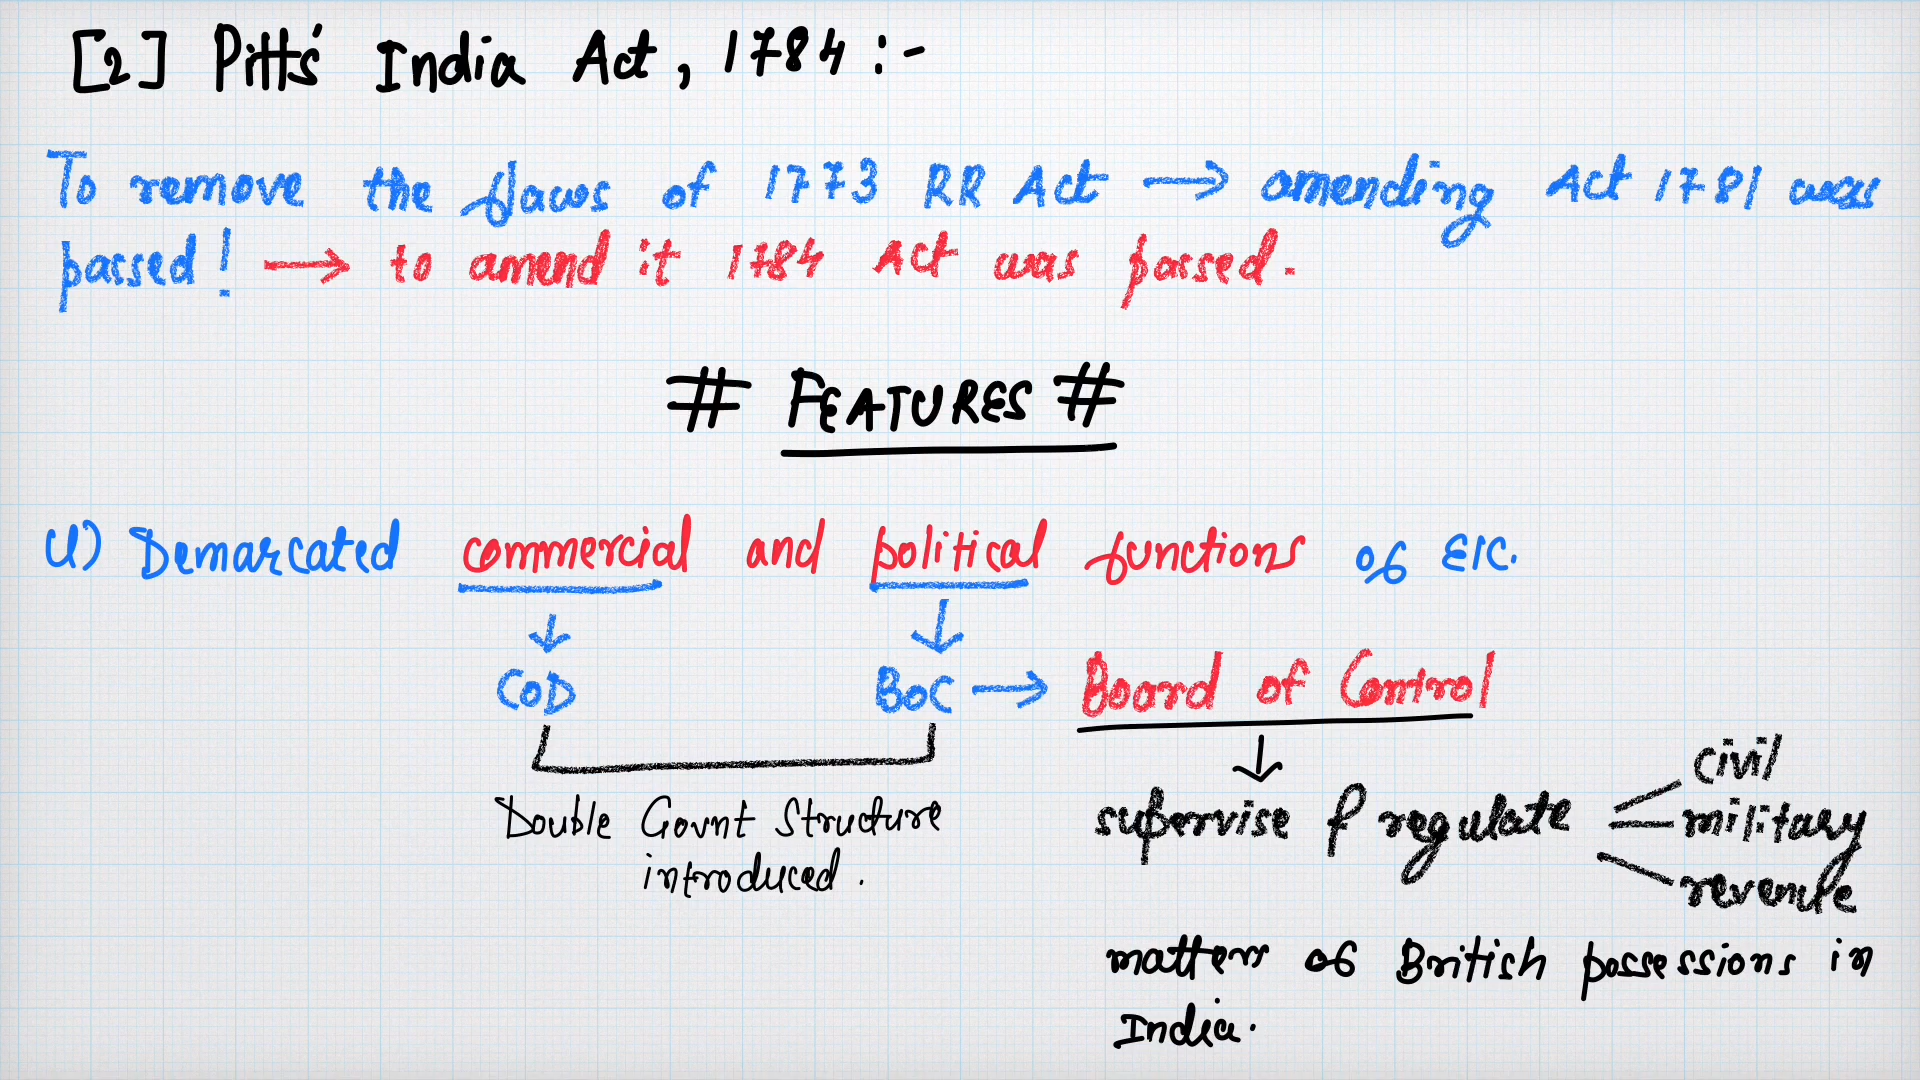 [2] Pitt's India Act, 1784 :-
To remove the flaws of 1773 RR Act → amending Act 1781 was
passed! → to amend it 1784 Act was passed.
# FEATURES #
(1) Demarcated commercial and political functions of EIC.
COD BOC → Board of Control
civil
supervise & regulate military
Double Govnt Structure
introduced.
revenue
matters of British possessions in
India.